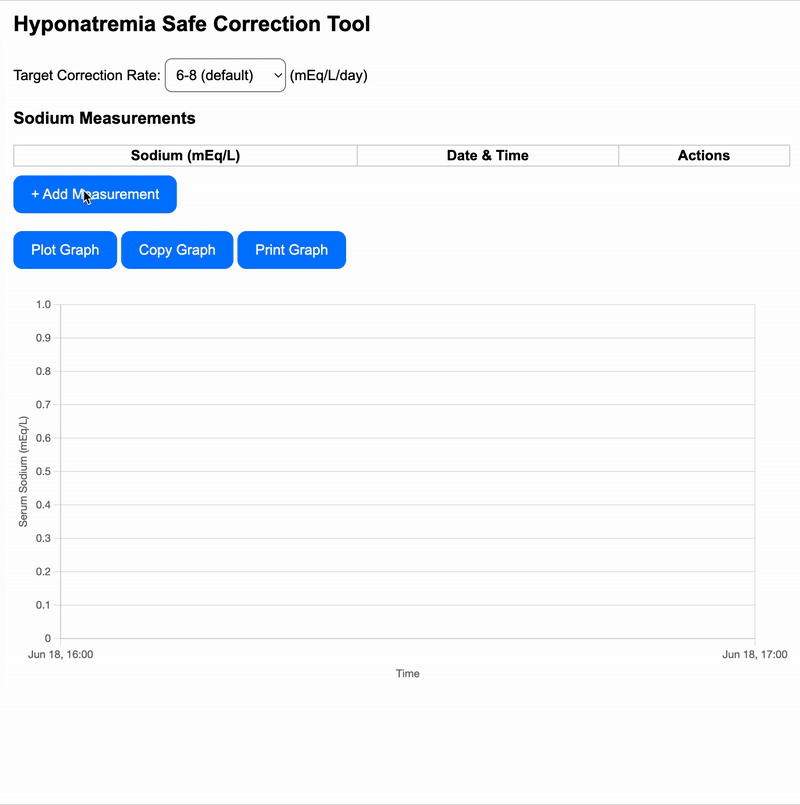 Hyponatremia Safe Correction Tool
Target Correction Rate: 6-8 (default) (mEq/L/day)
Sodium Measurements
Sodium (mEq/L) Date & Time Actions
+ Add Measurement
Plot Graph Copy Graph Print Graph
1.0
0.9
0.8
0.7
0.6
0.5
0.4
0.3
0.2
0.1
0
Serum Sodium (mEq/L)
Jun 18, 16:00 Jun 18, 17:00
Time